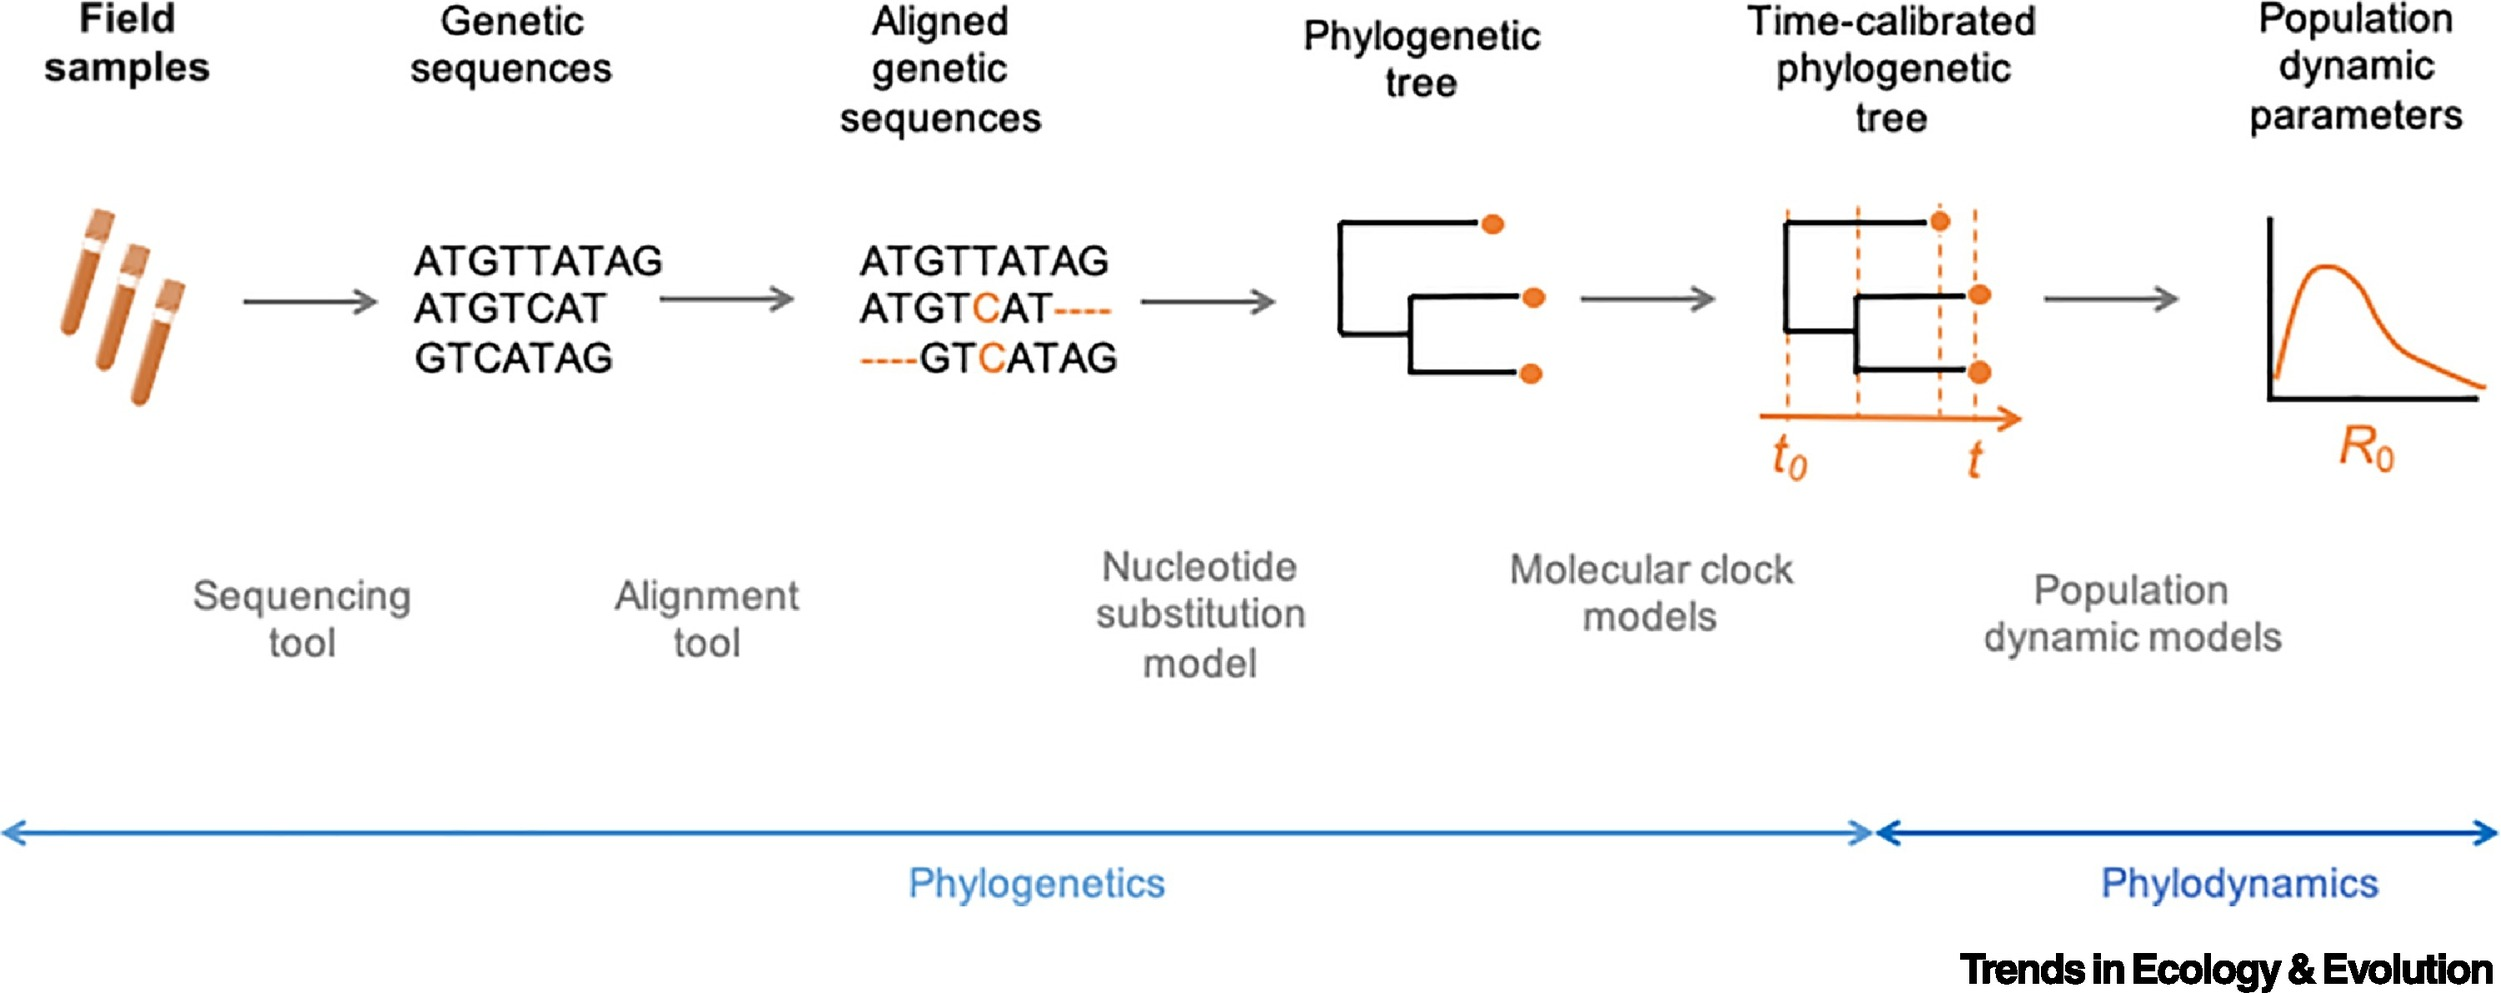 Field
samples
Genetic
sequences
Aligned
genetic
sequences
Phylogenetic
tree
Time-calibrated
phylogenetic
tree
Population
dynamic
parameters
ATGTTATAG
ATGTCAT
GTCATAG
ATGTTATAG
ATGTCAT----
----GTCATAG
t0
t
R0
Sequencing
tool
Alignment
tool
Nucleotide
substitution
model
Molecular clock
models
Population
dynamic models
Phylogenetics
Phylodynamics
Trends in Ecology & Evolution